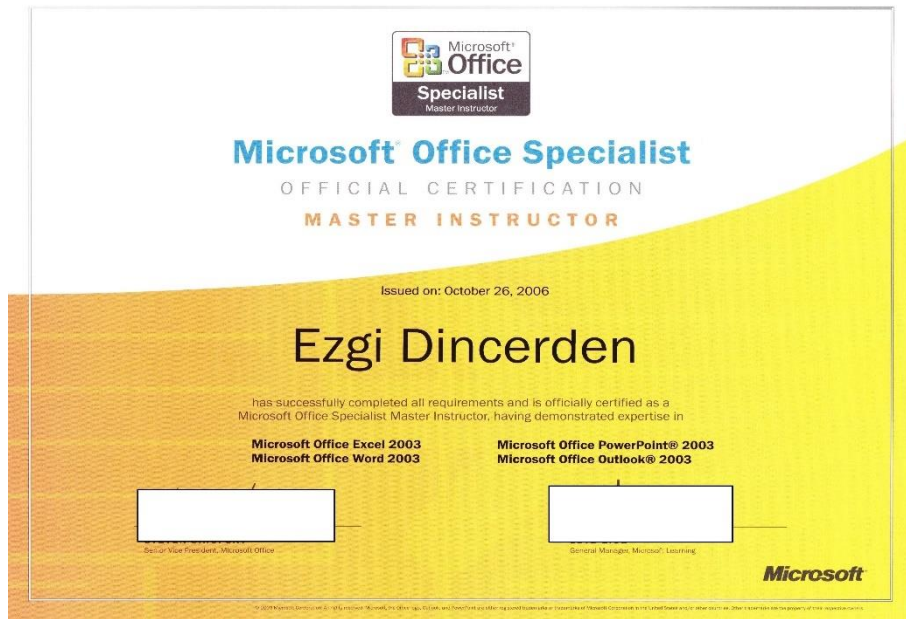 Microsoft®
Office
Specialist
Master Instructor
Microsoft® Office Specialist
OFFICIAL CERTIFICATION
MASTER INSTRUCTOR
Issued on: October 26, 2006
Ezgi Dincerden
has successfully completed all requirements and is officially certified as a
Microsoft Office Specialist Master Instructor, having demonstrated expertise in
Microsoft Office Excel 2003
Microsoft Office Word 2003
Microsoft Office PowerPoint® 2003
Microsoft Office Outlook® 2003
Senior Vice President, Microsoft Office
General Manager, Microsoft Learning
Microsoft